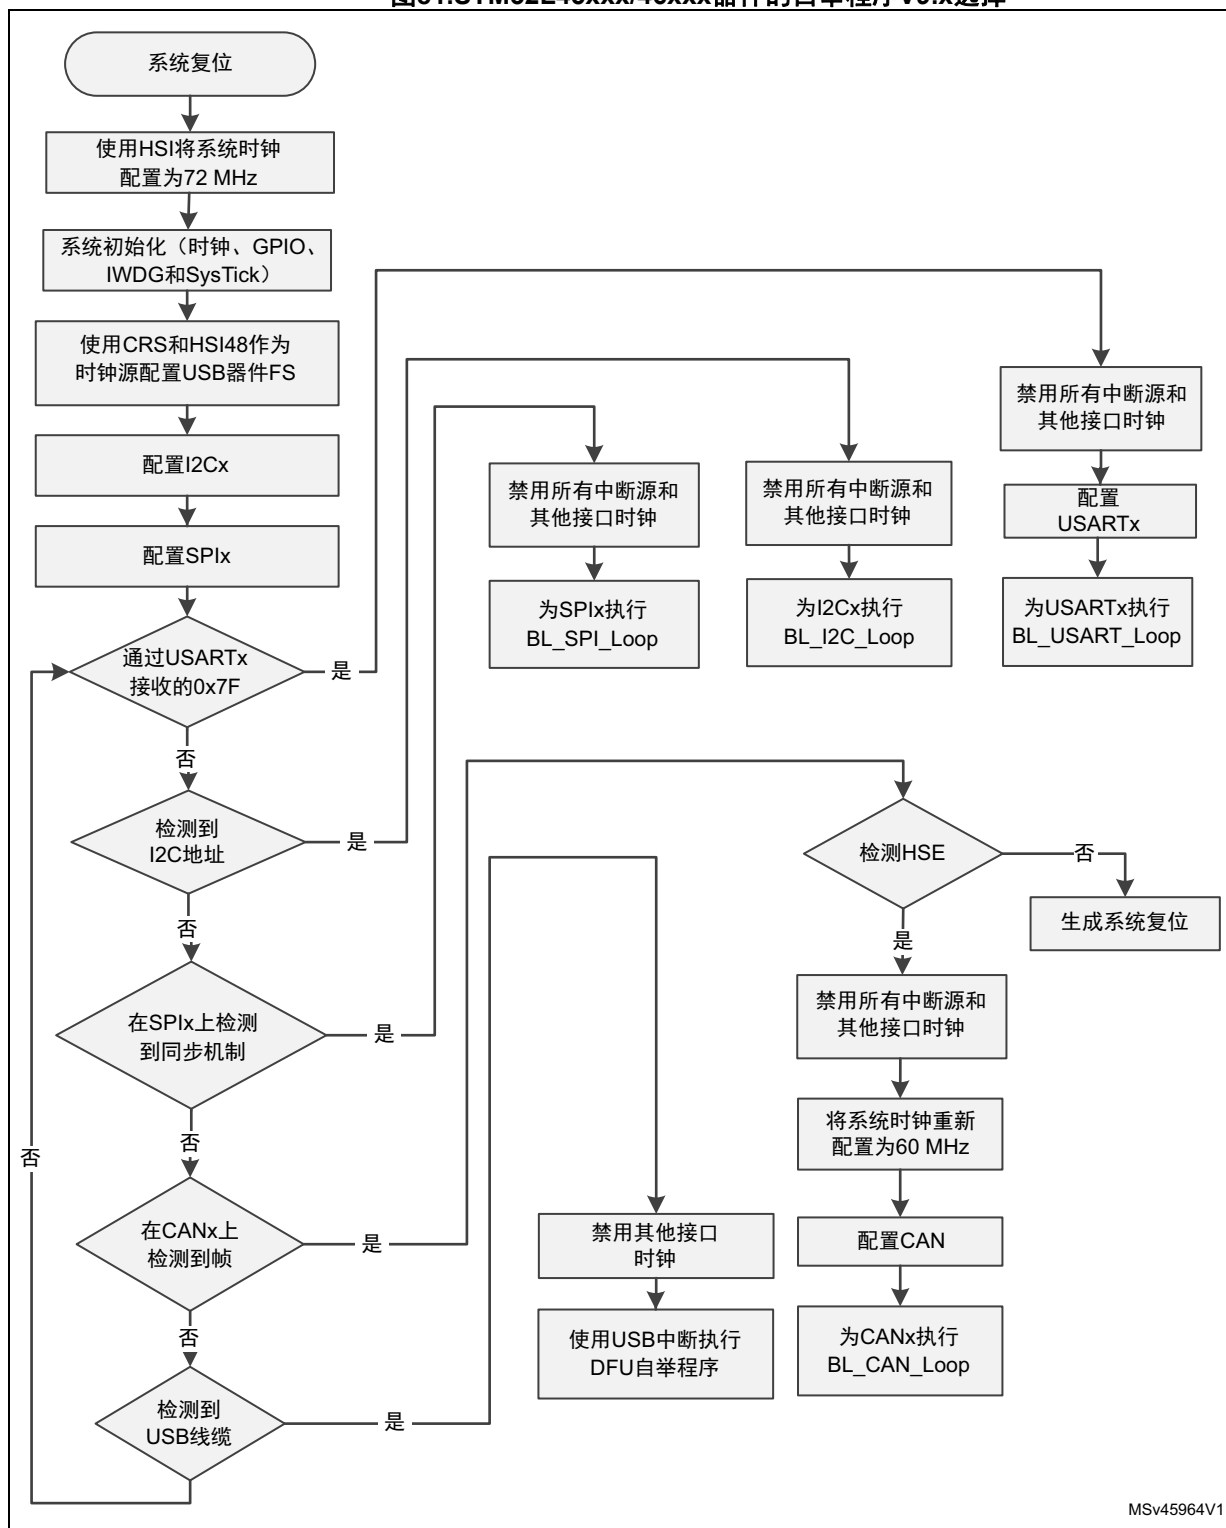 系统复位
使用HSI将系统时钟
配置为72 MHz
系统初始化（时钟、GPIO、
IWDG和SysTick）
使用CRS和HSI48作为
时钟源配置USB器件FS
配置I2Cx
配置SPIx
通过USARTx
接收的0x7F
是
否
检测到
I2C地址
是
否
在SPIx上检测
到同步机制
是
否
在CANx上
检测到帧
是
否
检测到
USB线缆
是
否
禁用所有中断源和
其他接口时钟
为SPIx执行
BL_SPI_Loop
禁用所有中断源和
其他接口时钟
为I2Cx执行
BL_I2C_Loop
禁用所有中断源和
其他接口时钟
配置
USARTx
为USARTx执行
BL_USART_Loop
检测HSE
否
生成系统复位
是
禁用所有中断源和
其他接口时钟
将系统时钟重新
配置为60 MHz
配置CAN
为CANx执行
BL_CAN_Loop
禁用其他接口
时钟
使用USB中断执行
DFU自举程序
MSv45964V1